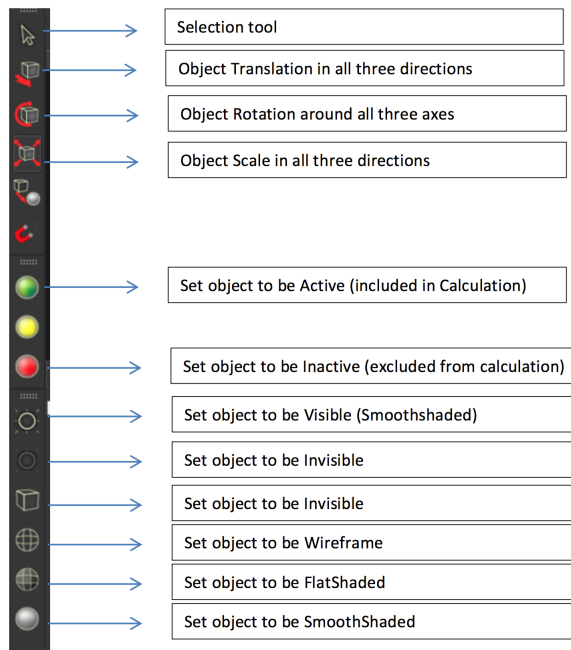 Selection tool
Object Translation in all three directions
Object Rotation around all three axes
Object Scale in all three directions
Set object to be Active (included in Calculation)
Set object to be Inactive (excluded from calculation)
Set object to be Visible (Smoothshaded)
Set object to be Invisible
Set object to be Invisible
Set object to be Wireframe
Set object to be FlatShaded
Set object to be SmoothShaded